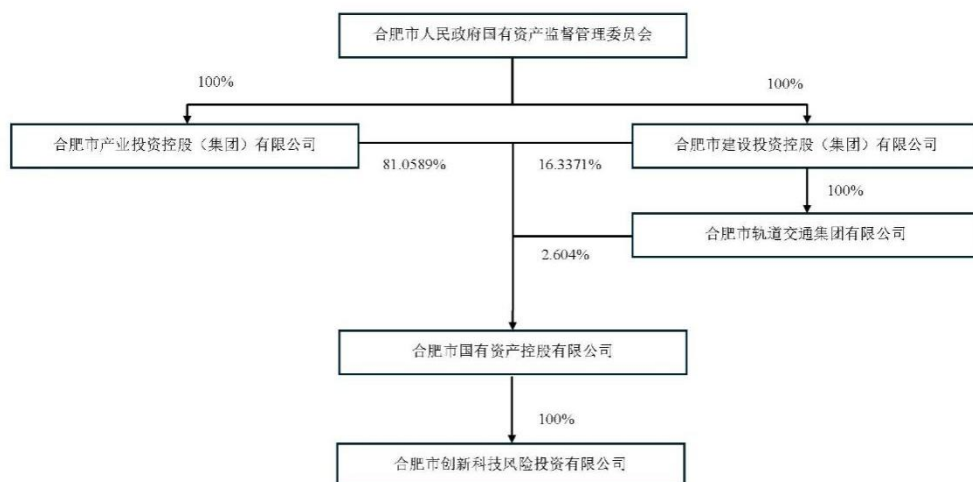 合肥市人民政府国有资产监督管理委员会
100%
100%
合肥市产业投资控股（集团）有限公司
合肥市建设投资控股（集团）有限公司
81.0589%
16.3371%
100%
合肥市轨道交通集团有限公司
2.604%
合肥市国有资产控股有限公司
100%
合肥市创新科技风险投资有限公司